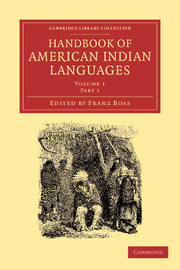 CAMBRIDGE LIBRARY COLLECTION
HANDBOOK OF
AMERICAN INDIAN
LANGUAGES
VOLUME 1
PART 1
EDITED BY FRANZ BOAS
CAMBRIDGE